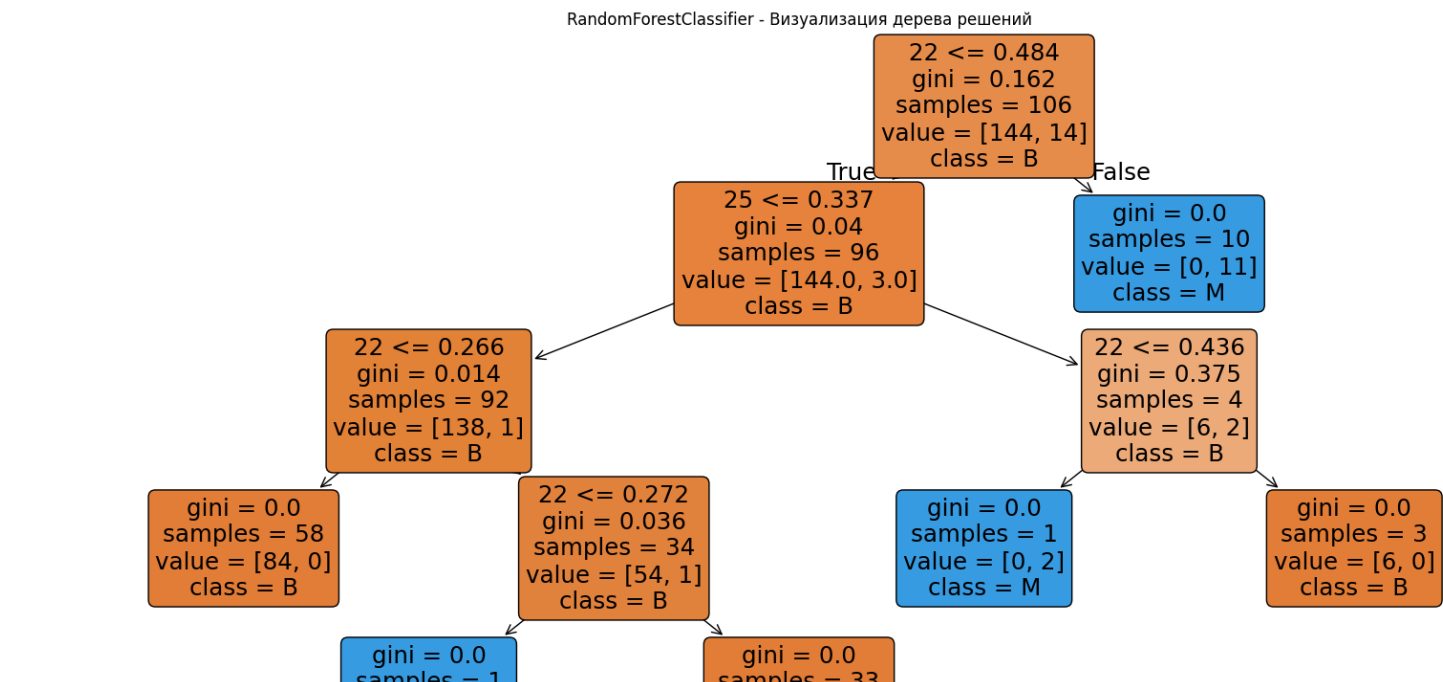 RandomForestClassifier - Визуализация дерева решений
22 <= 0.484
gini = 0.162
samples = 106
value = [144, 14]
class = B
True
False
25 <= 0.337
gini = 0.04
samples = 96
value = [144.0, 3.0]
class = B
gini = 0.0
samples = 10
value = [0, 11]
class = M
22 <= 0.266
gini = 0.014
samples = 92
value = [138, 1]
class = B
22 <= 0.436
gini = 0.375
samples = 4
value = [6, 2]
class = B
gini = 0.0
samples = 58
value = [84, 0]
class = B
22 <= 0.272
gini = 0.036
samples = 34
value = [54, 1]
class = B
gini = 0.0
samples = 1
value = [0, 2]
class = M
gini = 0.0
samples = 3
value = [6, 0]
class = B
gini = 0.0
samples = 1
gini = 0.0
samples = 33